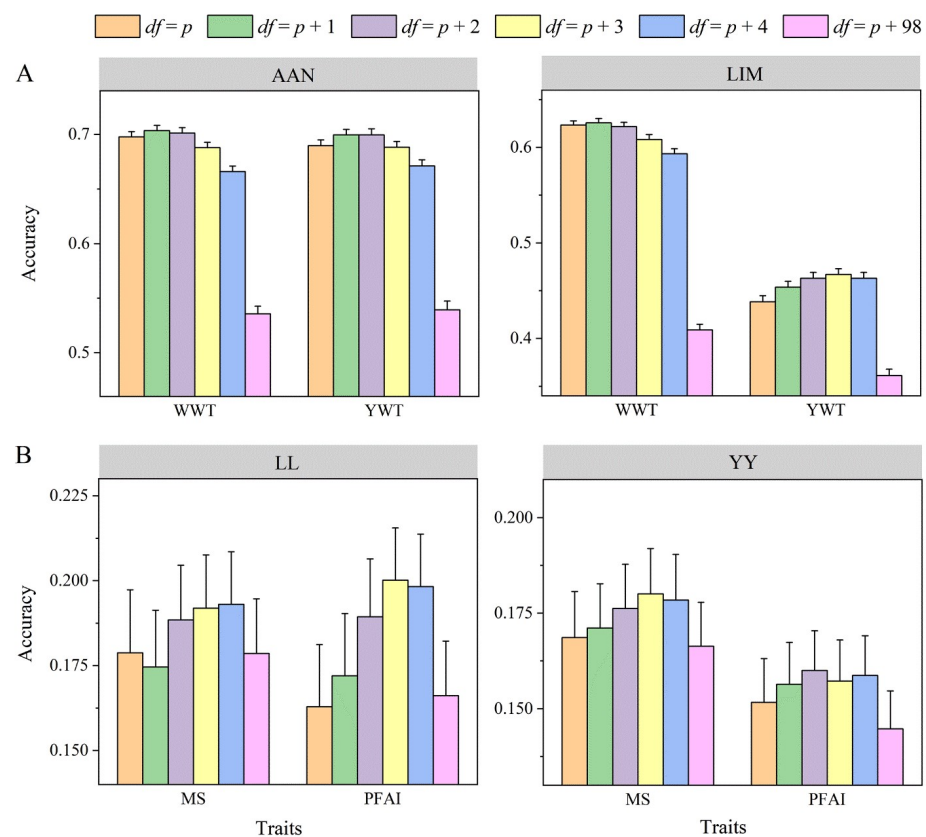 df = p df = p + 1 df = p + 2 df = p + 3 df = p + 4 df = p + 98
A
AAN
LIM
Accuracy
0.7
0.6
0.5
0.6
0.5
0.4
WWT YWT
WWT YWT
B
LL
YY
Accuracy
0.225
0.200
0.175
0.150
0.200
0.175
0.150
MS PFAI
MS PFAI
Traits
Traits